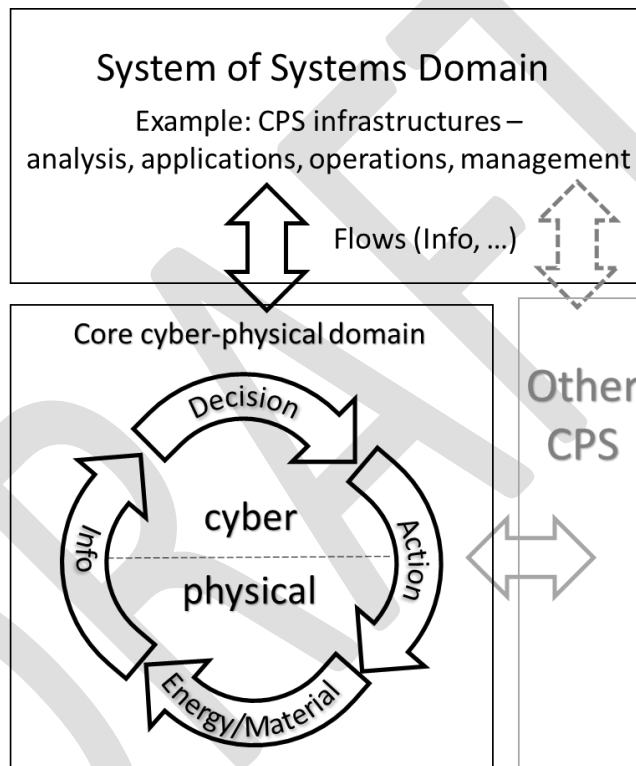 System of Systems Domain
Example: CPS infrastructures –
analysis, applications, operations, management
Flows (Info, ...)
Core cyber-physical domain
Decision
Info
cyber
Action
physical
Energy/Material
Other
CPS
DRAFT